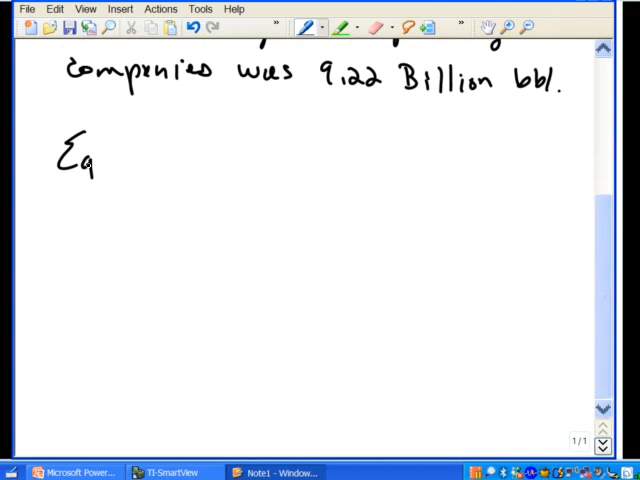 File Edit View Insert Actions Tools Help
companies was 9.22 Billion bbl.
Eq
1/1
Microsoft Power... TI-SmartView Note1 - Window...